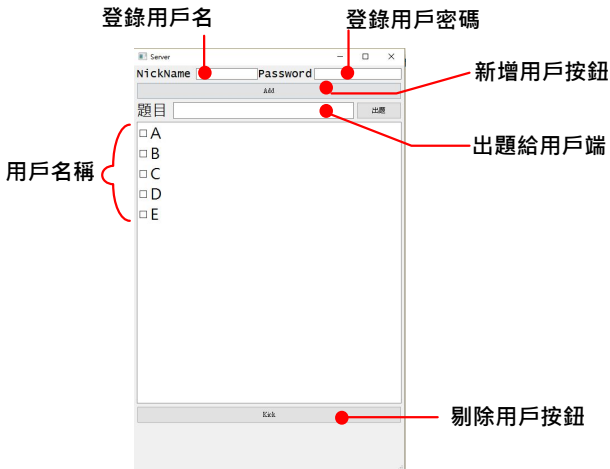 登錄用戶名
登錄用戶密碼
Server
NickName
Password
新增用戶按鈕
Add
題目
出題
出題給用戶端
用戶名稱
A
B
C
D
E
Kick
剔除用戶按鈕